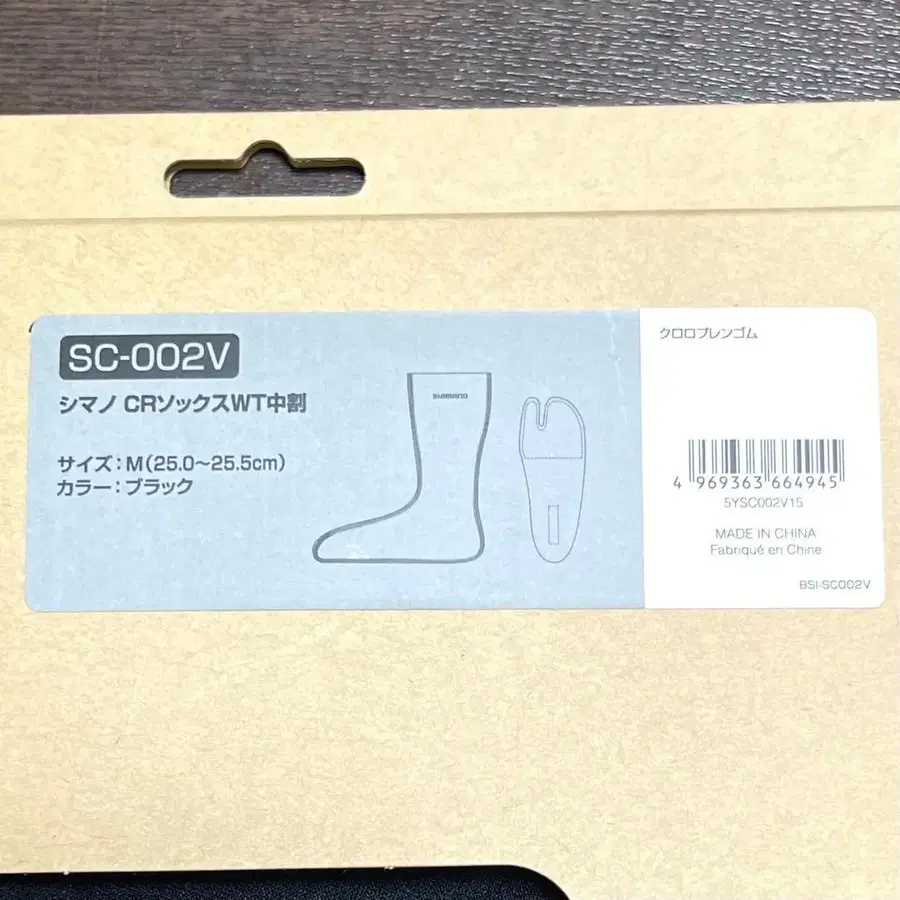 SC-002V
シマノ CRソックスWT中割
サイズ：M（25.0～25.5cm）
カラー：ブラック
SHIMANO
クロロプレンゴム
4 969363 664945
5YSC002V15
MADE IN CHINA
Fabriqué en Chine
BSI-SC002V